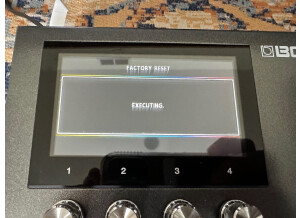 FACTORY RESET
EXECUTING.
1 2 3 4